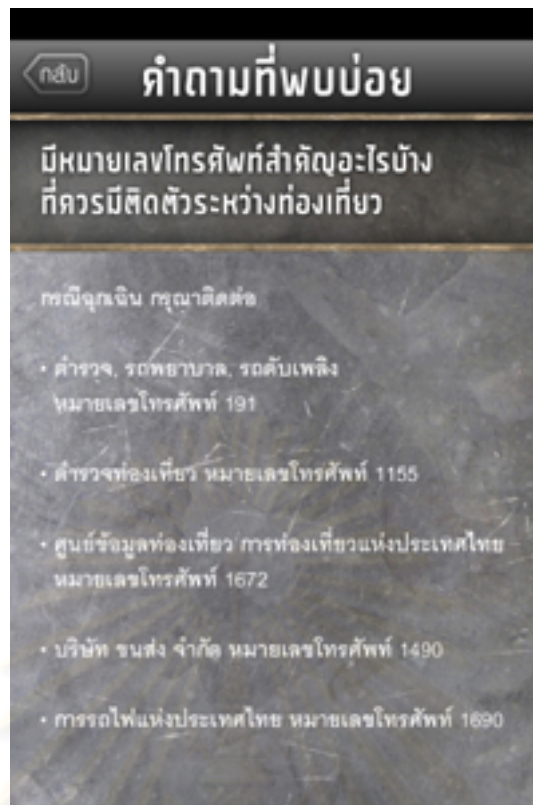 กลับ
คำถามที่พบบ่อย
มีหมายเลขโทรศัพท์สำคัญอะไรบ้าง
ที่ควรมีติดตัวระหว่างท่องเที่ยว
กรณีฉุกเฉิน กรุณาติดต่อ
• ตำรวจ, รถพยาบาล, รถดับเพลิง
หมายเลขโทรศัพท์ 191
• ตำรวจท่องเที่ยว หมายเลขโทรศัพท์ 1155
• ศูนย์ข้อมูลท่องเที่ยว การท่องเที่ยวแห่งประเทศไทย
หมายเลขโทรศัพท์ 1672
• บริษัท ขนส่ง จำกัด หมายเลขโทรศัพท์ 1490
• การรถไฟแห่งประเทศไทย หมายเลขโทรศัพท์ 1690